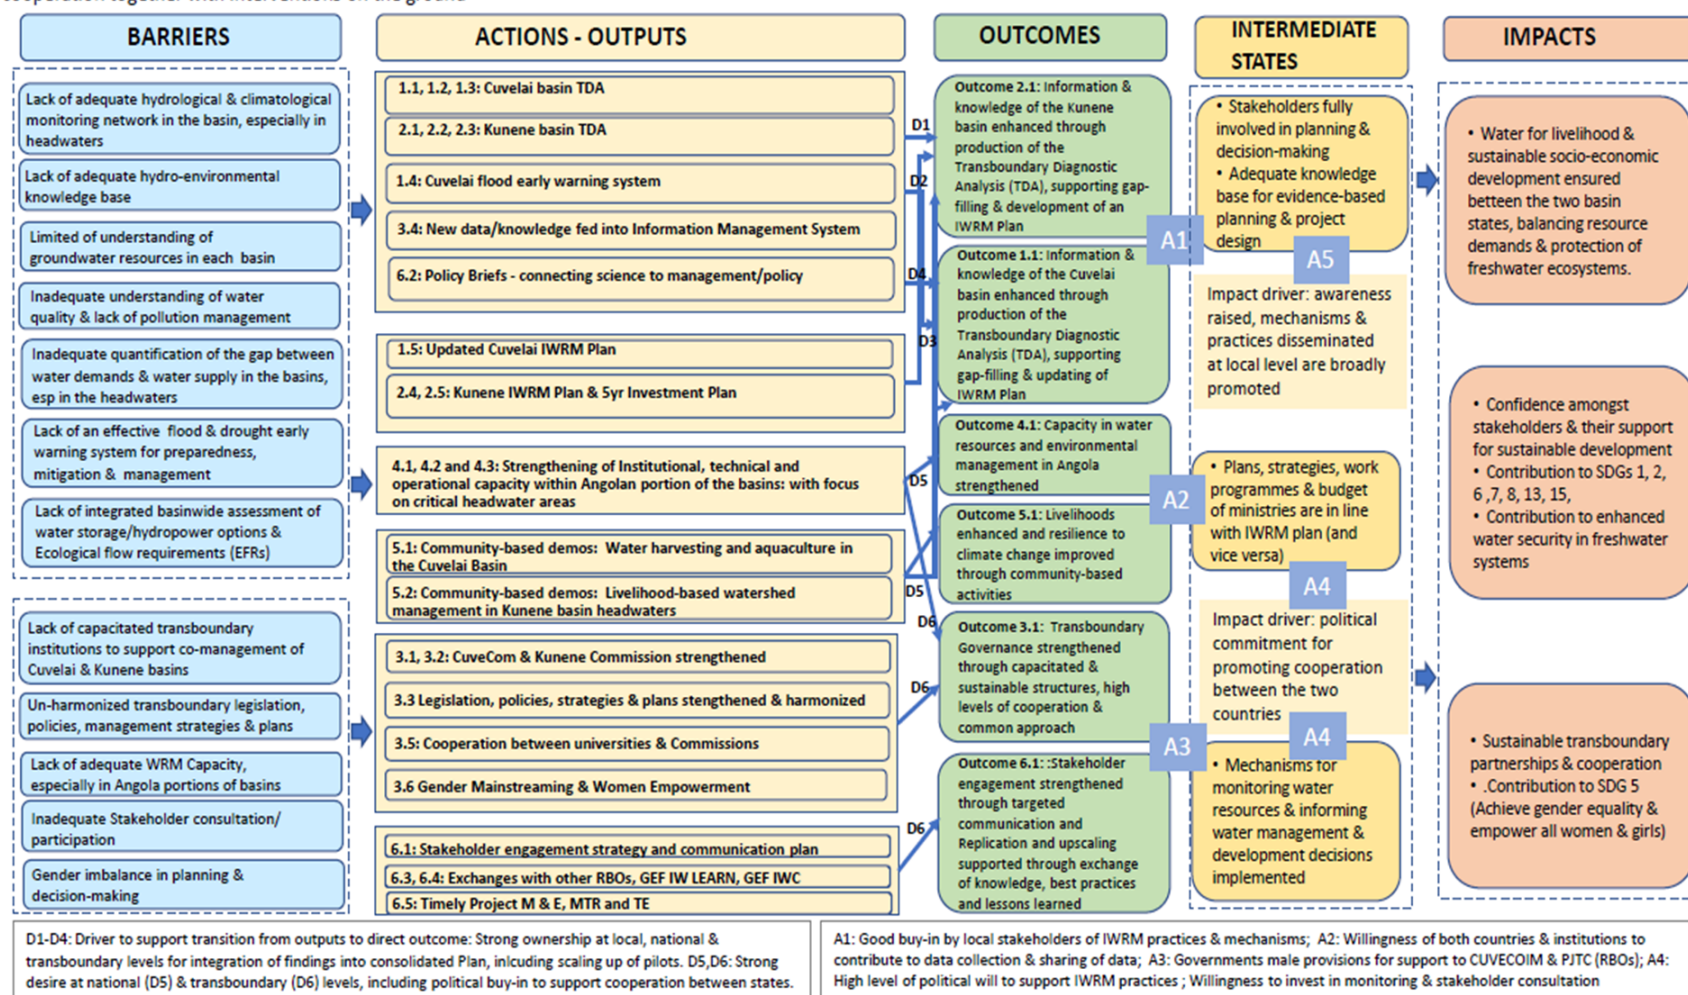 cooperation together with interventions on the ground
BARRIERS
Lack of adequate hydrological & climatological
monitoring network in the basin, especially in
headwaters
Lack of adequate hydro-environmental
knowledge base
Limited of understanding of
groundwater resources in each basin
Inadequate understanding of water
quality & lack of pollution management
Inadequate quantification of the gap between
water demands & water supply in the basins,
esp in the headwaters
Lack of an effective flood & drought early
warning system for preparedness,
mitigation & management
Lack of integrated basinwide assessment of
water storage/hydropower options &
Ecological flow requirements (EFRs)
Lack of capacitated transboundary
institutions to support co-management of
Cuvelai & Kunene basins
Un-harmonized transboundary legislation,
policies, management strategies & plans
Lack of adequate WRM Capacity,
especially in Angola portions of basins
Inadequate Stakeholder consultation/
participation
Gender imbalance in planning &
decision-making
ACTIONS - OUTPUTS
1.1, 1.2, 1.3: Cuvelai basin TDA
2.1, 2.2, 2.3: Kunene basin TDA
1.4: Cuvelai flood early warning system
3.4: New data/knowledge fed into Information Management System
6.2: Policy Briefs - connecting science to management/policy
1.5: Updated Cuvelai IWRM Plan
2.4, 2.5: Kunene IWRM Plan & 5yr Investment Plan
4.1, 4.2 and 4.3: Strengthening of Institutional, technical and
operational capacity within Angolan portion of the basins: with focus
on critical headwater areas
5.1: Community-based demos: Water harvesting and aquaculture in
the Cuvelai Basin
5.2: Community-based demos: Livelihood-based watershed
management in Kunene basin headwaters
3.1, 3.2: CuveCom & Kunene Commission strengthened
3.3 Legislation, policies, strategies & plans stengthened & harmonized
3.5: Cooperation between universities & Commissions
3.6 Gender Mainstreaming & Women Empowerment
6.1: Stakeholder engagement strategy and communication plan
6.3, 6.4: Exchanges with other RBOs, GEF IW LEARN, GEF IWC
6.5: Timely Project M & E, MTR and TE
D1
D2
D4
D3
D5
D5
D6
D6
D6
OUTCOMES
Outcome 2.1: Information &
knowledge of the Kunene
basin enhanced through
production of the
Transboundary Diagnostic
Analysis (TDA), supporting gap-
filling & development of an
IWRM Plan
Outcome 1.1: Information &
knowledge of the Cuvelai
basin enhanced through
production of the
Transboundary Diagnostic
Analysis (TDA), supporting
gap-filling & updating of
IWRM Plan
Outcome 4.1: Capacity in water
resources and environmental
management in Angola
strengthened
Outcome 5.1: Livelihoods
enhanced and resilience to
climate change improved
through community-based
activities
Outcome 3.1: Transboundary
Governance strengthened
through capacitated &
sustainable structures, high
levels of cooperation &
common approach
Outcome 6.1: :Stakeholder
engagement strengthened
through targeted
communication and
Replication and upscaling
supported through exchange
of knowledge, best practices
and lessons learned
A1
A2
A3
INTERMEDIATE
STATES
• Stakeholders fully
involved in planning &
decision-making
• Adequate knowledge
base for evidence-based
planning & project
design
A5
Impact driver: awareness
raised, mechanisms &
practices disseminated
at local level are broadly
promoted
• Plans, strategies, work
programmes & budget
of ministries are in line
with IWRM plan (and
vice versa)
A4
Impact driver: political
commitment for
promoting cooperation
between the two
countries
A4
• Mechanisms for
monitoring water
resources & informing
water management &
development decisions
implemented
IMPACTS
• Water for livelihood &
sustainable socio-economic
development ensured
betteen the two basin
states, balancing resource
demands & protection of
freshwater ecosystems.
• Confidence amongst
stakeholders & their support
for sustainable development
• Contribution to SDGs 1, 2,
6 ,7, 8, 13, 15,
• Contribution to enhanced
water security in freshwater
systems
• Sustainable transboundary
partnerships & cooperation
• .Contribution to SDG 5
(Achieve gender equality &
empower all women & girls)
D1-D4: Driver to support transition from outputs to direct outcome: Strong ownership at local, national &
transboundary levels for integration of findings into consolidated Plan, inlcuding scaling up of pilots. D5,D6: Strong
desire at national (D5) & transboundary (D6) levels, including political buy-in to support cooperation between states.
A1: Good buy-in by local stakeholders of IWRM practices & mechanisms; A2: Willingness of both countries & institutions to
contribute to data collection & sharing of data; A3: Governments male provisions for support to CUVECOIM & PJTC (RBOs); A4:
High level of political will to support IWRM practices ; Willingness to invest in monitoring & stakeholder consultation